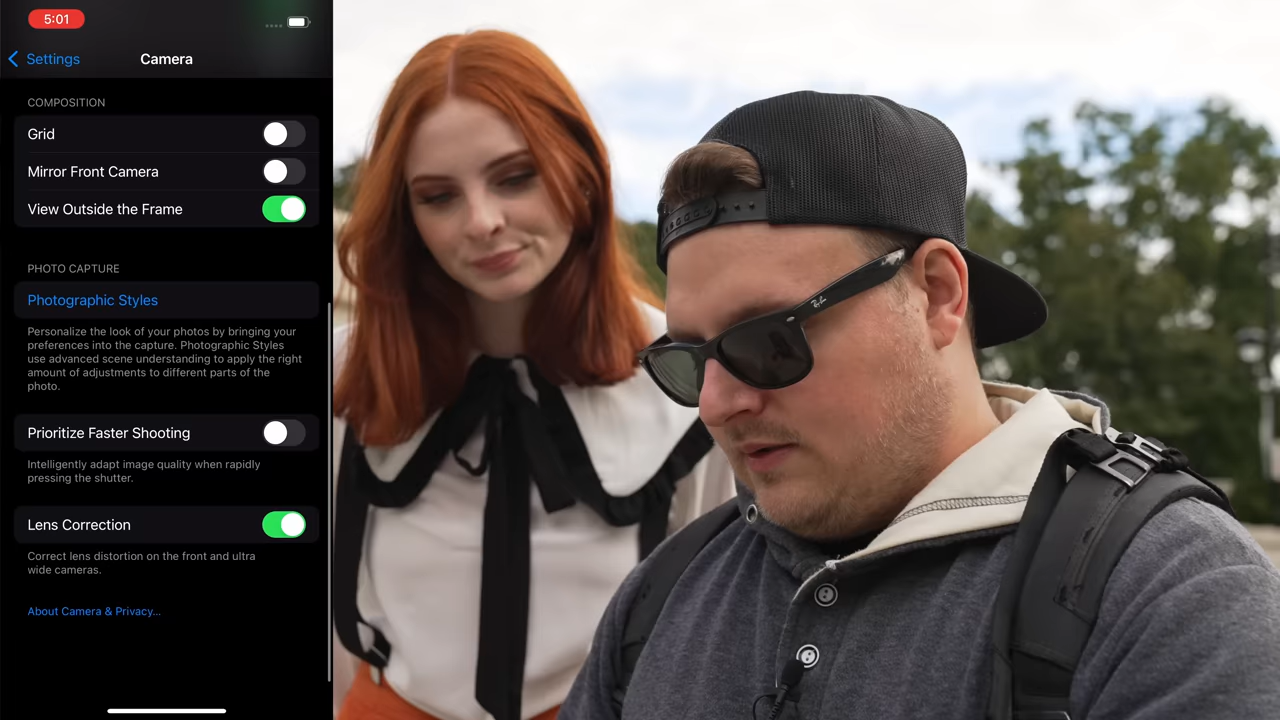 5:01
Settings
Camera
COMPOSITION
Grid
Mirror Front Camera
View Outside the Frame
PHOTO CAPTURE
Photographic Styles
Personalize the look of your photos by bringing your
preferences into the capture. Photographic Styles
use advanced scene understanding to apply the right
amount of adjustments to different parts of the
photo.
Prioritize Faster Shooting
Intelligently adapt image quality when rapidly
pressing the shutter.
Lens Correction
Correct lens distortion on the front and ultra
wide cameras.
About Camera & Privacy...
Ray-Ban